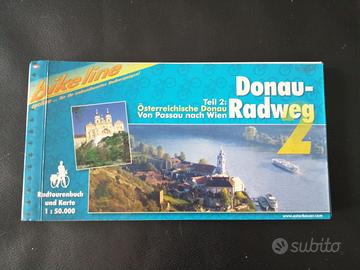 bikeline
Donau-
Radweg
2
Teil 2:
Österreichische Donau
Von Passau nach Wien
Radtourenbuch
und Karte
1 : 50.000
www.esterbauer.com
subito